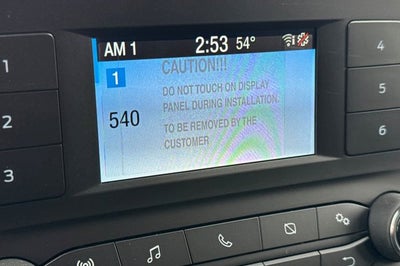 AM 1 2:53 54°
1
540
CAUTION!!!
DO NOT TOUCH ON DISPLAY
PANEL DURING INSTALLATION.
TO BE REMOVED BY THE
CUSTOMER
1
2
3
4
5
6